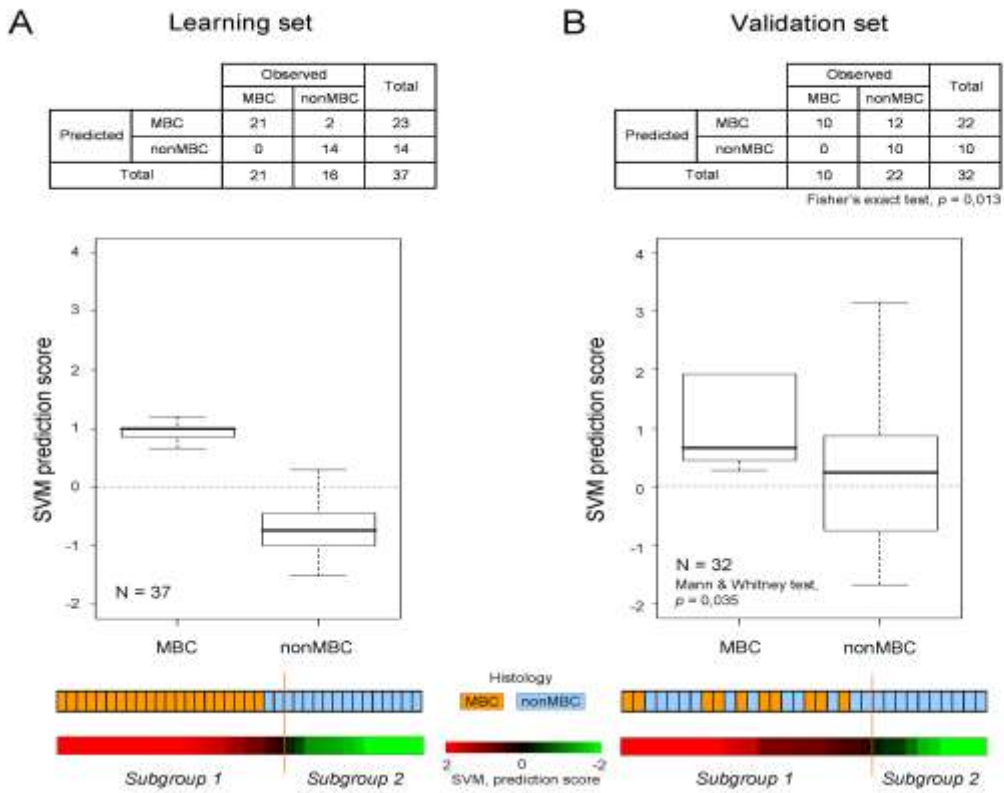 A
Learning set
Observed
Total
MBC nonMBC
Predicted
MBC 21 2 23
nonMBC 0 14 14
Total 21 16 37
4
3
2
1
0
-1
-2
SVM prediction score
N = 37
MBC nonMBC
Subgroup 1 Subgroup 2
Histology
MBC nonMBC
2 0 -2
SVM, prediction score
B
Validation set
Observed
Total
MBC nonMBC
Predicted
MBC 10 12 22
nonMBC 0 10 10
Total 10 22 32
Fisher's exact test, p = 0,013
4
3
2
1
0
-1
-2
SVM prediction score
N = 32
Mann & Whitney test,
p = 0,035
MBC nonMBC
Subgroup 1 Subgroup 2